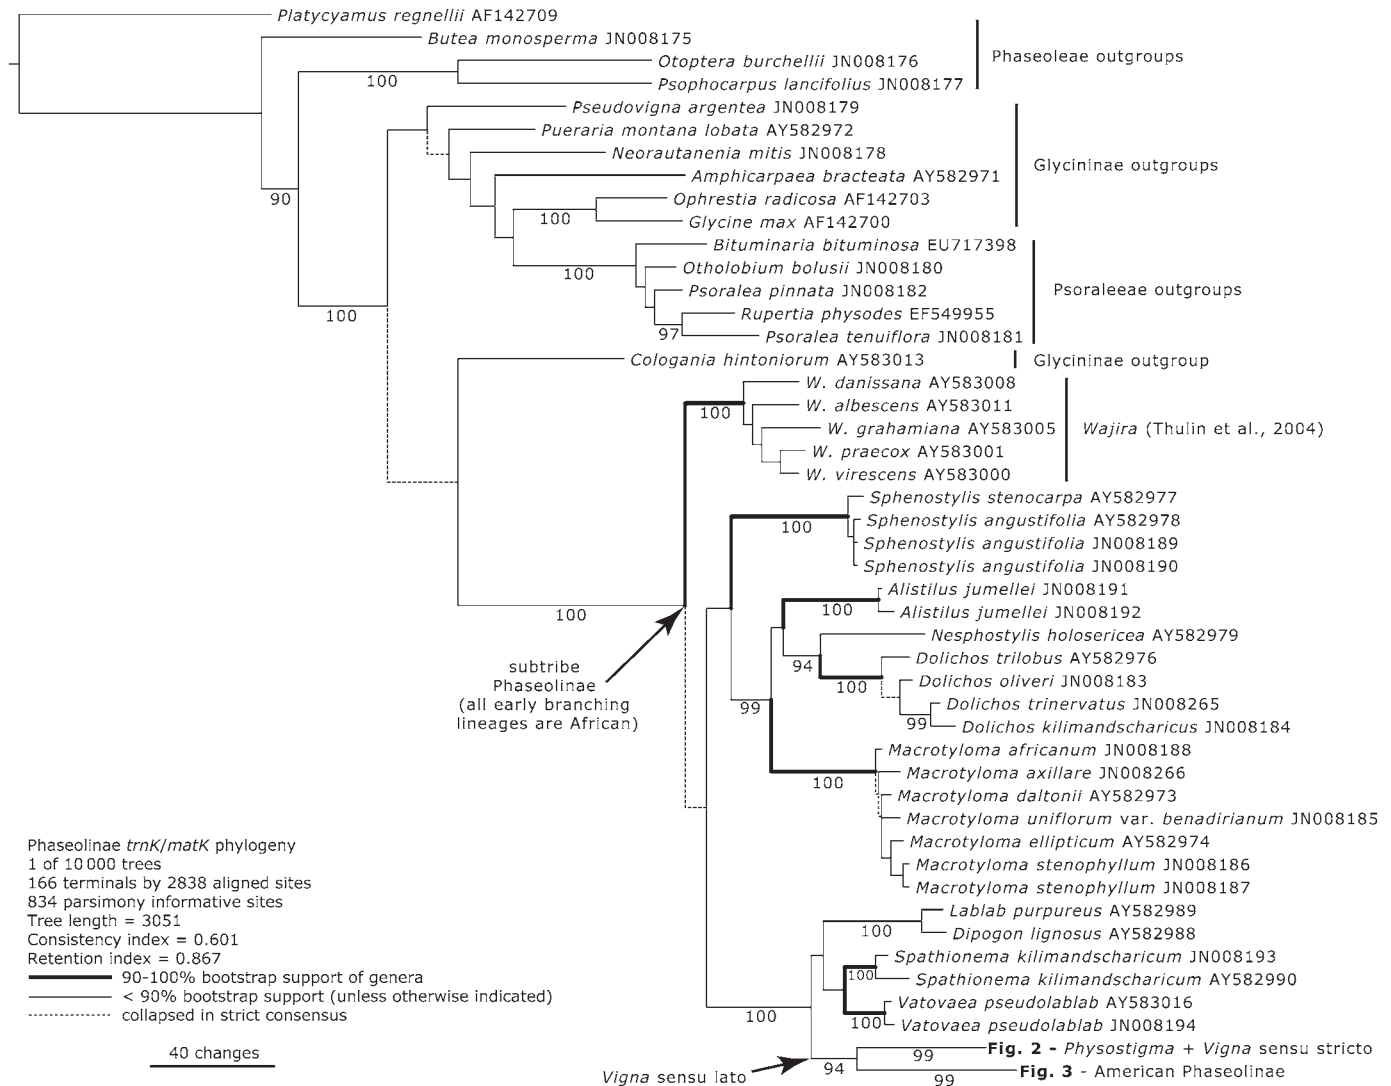 Platycyamus regnellii AF142709
Butea monosperma JN008175
Otoptera burchellii JN008176
Phaseoleae outgroups
100
Psophocarpus lancifolius JN008177
Pseudovigna argentea JN008179
Pueraria montana lobata AY582972
Neorautanenia mitis JN008178
Glycininae outgroups
Amphicarpaea bracteata AY582971
90
Ophrestia radicosa AF142703
100
Glycine max AF142700
Bituminaria bituminosa EU717398
100
Otholobium bolusii JN008180
Psoralea pinnata JN008182
Psoraleeae outgroups
100
Rupertia physodes EF549955
97
Psoralea tenuiflora JN008181
Cologania hintoniorum AY583013
Glycininae outgroup
W. danissana AY583008
100
W. albescens AY583011
W. grahamiana AY583005
Wajira (Thulin et al., 2004)
W. praecox AY583001
W. virescens AY583000
Sphenostylis stenocarpa AY582977
100
Sphenostylis angustifolia AY582978
Sphenostylis angustifolia JN008189
Sphenostylis angustifolia JN008190
Alistilus jumellei JN008191
100
100
Alistilus jumellei JN008192
Nesphostylis holosericea AY582979
94
Dolichos trilobus AY582976
100
Dolichos oliveri JN008183
99
Dolichos trinervatus JN008265
99
Dolichos kilimandscharicus JN008184
subtribe
Phaseolinae
(all early branching
lineages are African)
Macrotyloma africanum JN008188
100
Macrotyloma axillare JN008266
Macrotyloma daltonii AY582973
Macrotyloma uniflorum var. benadirianum JN008185
Macrotyloma ellipticum AY582974
Macrotyloma stenophyllum JN008186
Macrotyloma stenophyllum JN008187
Lablab purpureus AY582989
100
Dipogon lignosus AY582988
Spathionema kilimandscharicum JN008193
100
Spathionema kilimandscharicum AY582990
Vatovaea pseudolablab AY583016
100
100
Vatovaea pseudolablab JN008194
Fig. 2 - Physostigma + Vigna sensu stricto
99
94
Fig. 3 - American Phaseolinae
99
Vigna sensu lato
Phaseolinae trnK/matK phylogeny
1 of 10 000 trees
166 terminals by 2838 aligned sites
834 parsimony informative sites
Tree length = 3051
Consistency index = 0.601
Retention index = 0.867
90-100% bootstrap support of genera
< 90% bootstrap support (unless otherwise indicated)
collapsed in strict consensus
40 changes